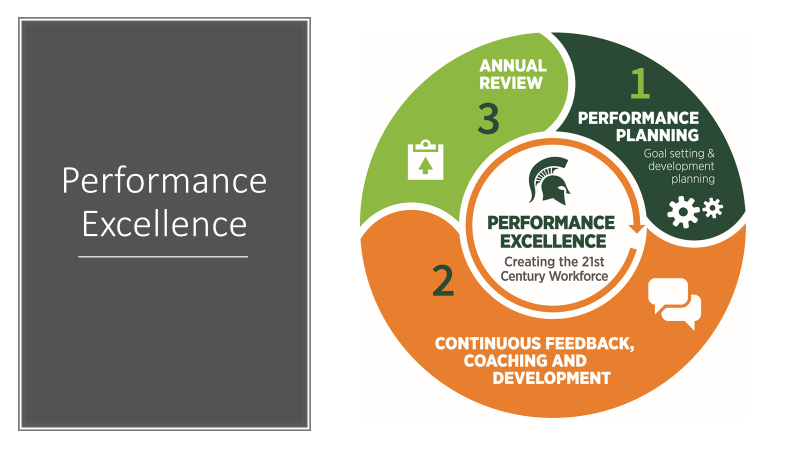 Performance
Excellence
ANNUAL
REVIEW
3
1
PERFORMANCE
PLANNING
Goal setting &
development
planning
PERFORMANCE
EXCELLENCE
Creating the 21st
Century Workforce
2
CONTINUOUS FEEDBACK,
COACHING AND
DEVELOPMENT